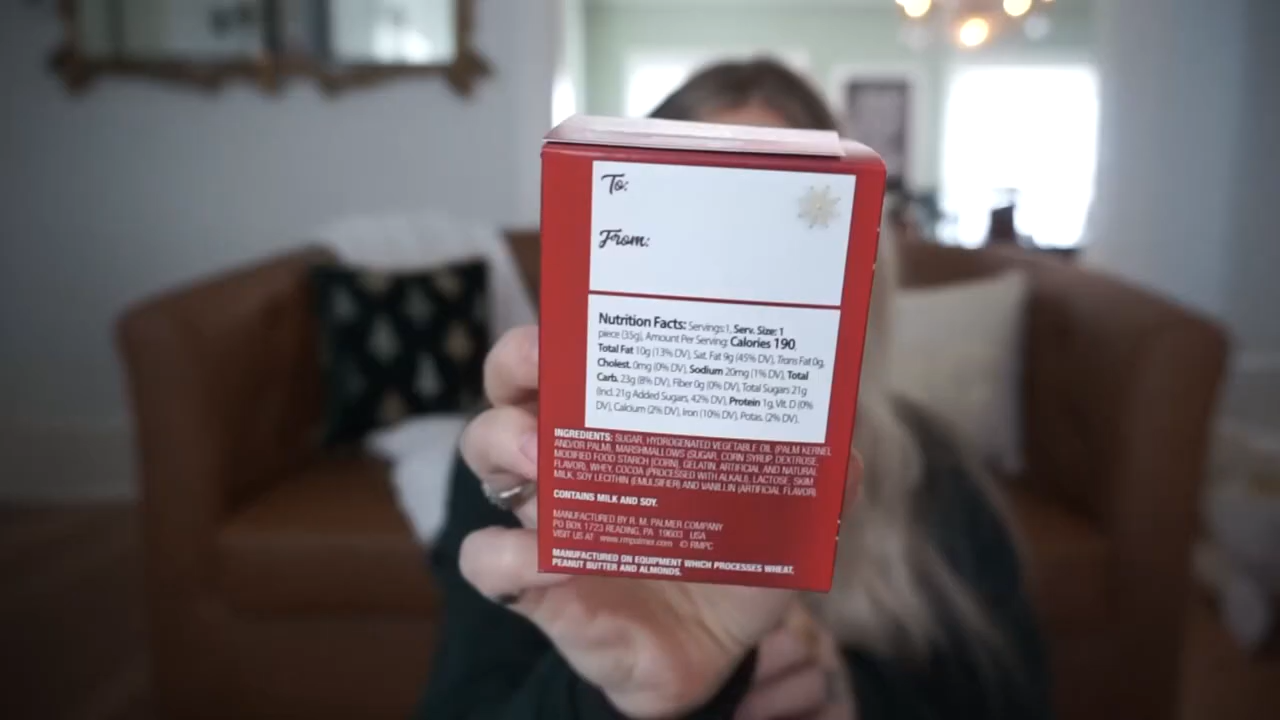 To:
From:
Nutrition Facts: Servings:1, Serv. Size: 1
piece (35g), Amount Per Serving: Calories 190,
Total Fat 10g (13% DV), Sat. Fat 9g (45% DV), Trans Fat 0g,
Cholest. 0mg (0% DV), Sodium 20mg (1% DV), Total
Carb. 23g (8% DV), Fiber 0g (0% DV), Total Sugars 21g
(Incl. 21g Added Sugars, 42% DV), Protein 1g, Vit. D (0%
DV), Calcium (2% DV), Iron (10% DV), Potas. (2% DV).
INGREDIENTS: SUGAR, HYDROGENATED VEGETABLE OIL (PALM KERNEL
AND/OR PALM), MARSHMALLOWS (SUGAR, CORN SYRUP, DEXTROSE,
MODIFIED FOOD STARCH [CORN], GELATIN, ARTIFICIAL AND NATURAL
FLAVOR), WHEY, COCOA (PROCESSED WITH ALKALI), LACTOSE, SKIM
MILK, SOY LECITHIN (EMULSIFIER) AND VANILLIN (ARTIFICIAL FLAVOR)
CONTAINS MILK AND SOY.
MANUFACTURED BY R. M. PALMER COMPANY
PO BOX 1723 READING, PA 19603 USA
VISIT US AT www.rmpalmer.com © RMPC
MANUFACTURED ON EQUIPMENT WHICH PROCESSES WHEAT,
PEANUT BUTTER AND ALMONDS.